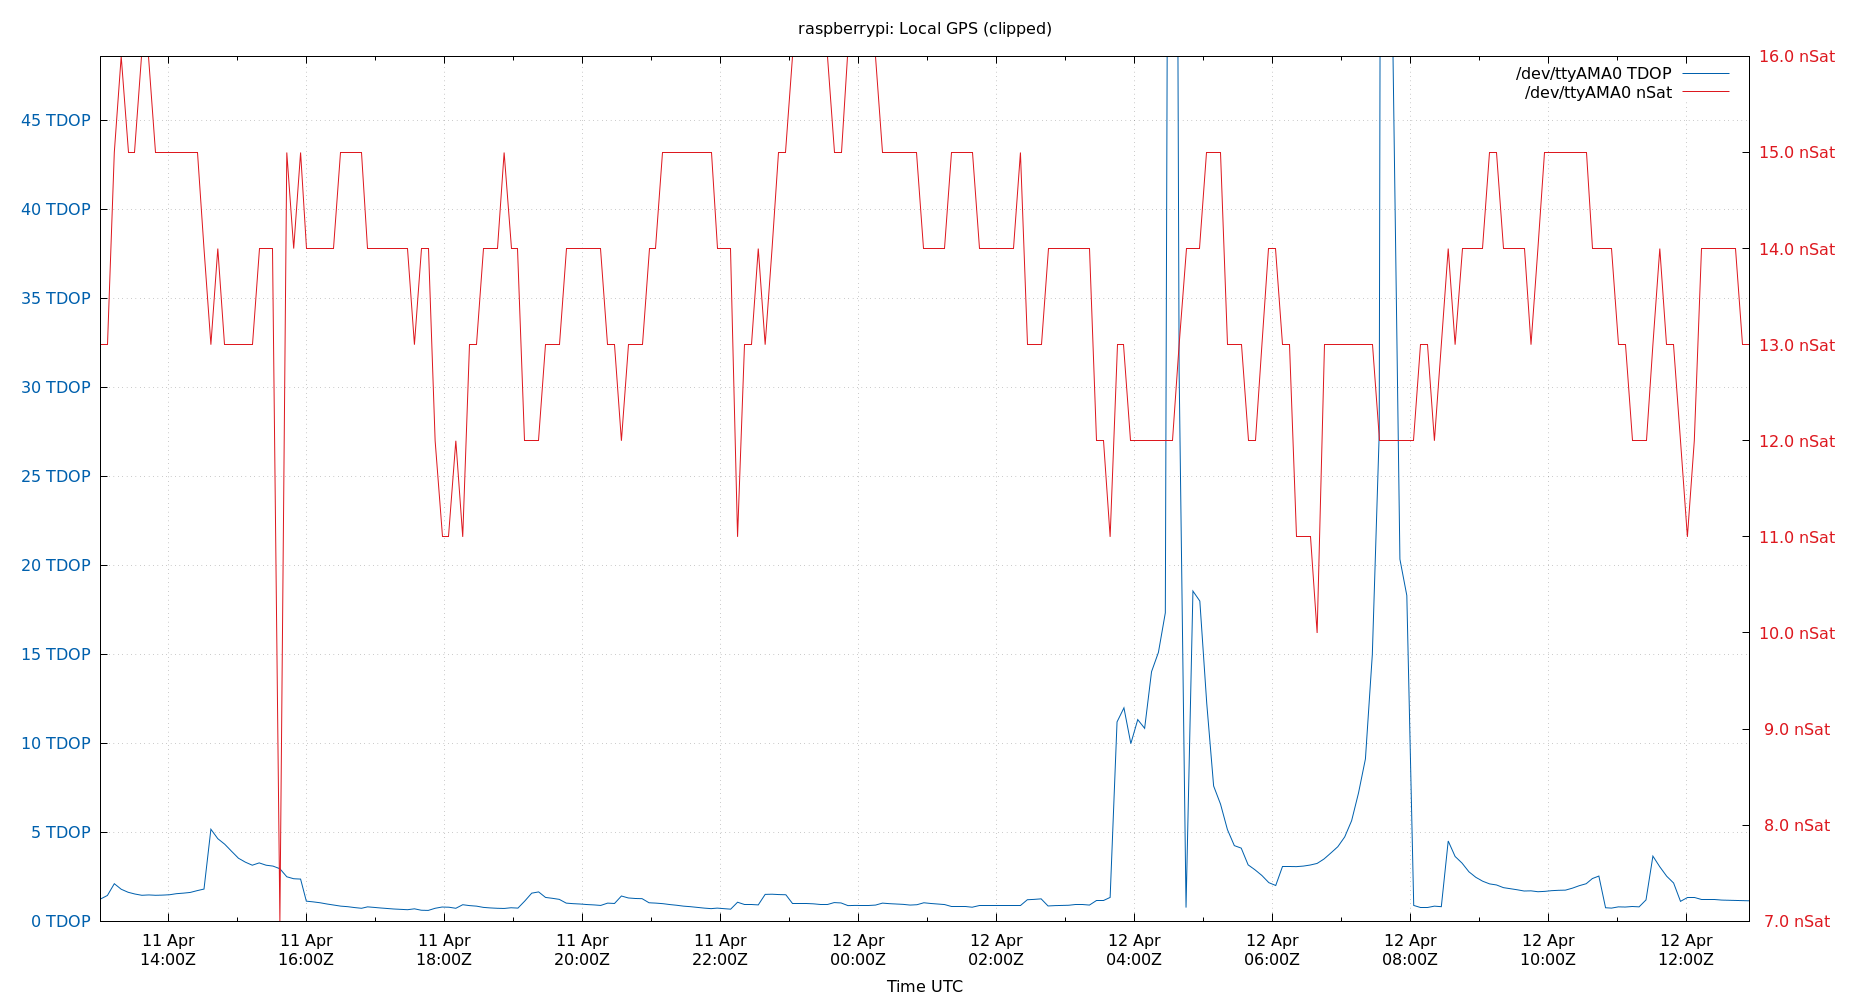 raspberrypi: Local GPS (clipped)
/dev/ttyAMA0 TDOP
/dev/ttyAMA0 nSat
45 TDOP
40 TDOP
35 TDOP
30 TDOP
25 TDOP
20 TDOP
15 TDOP
10 TDOP
5 TDOP
0 TDOP
16.0 nSat
15.0 nSat
14.0 nSat
13.0 nSat
12.0 nSat
11.0 nSat
10.0 nSat
9.0 nSat
8.0 nSat
7.0 nSat
11 Apr
14:00Z
11 Apr
16:00Z
11 Apr
18:00Z
11 Apr
20:00Z
11 Apr
22:00Z
12 Apr
00:00Z
12 Apr
02:00Z
12 Apr
04:00Z
12 Apr
06:00Z
12 Apr
08:00Z
12 Apr
10:00Z
12 Apr
12:00Z
Time UTC